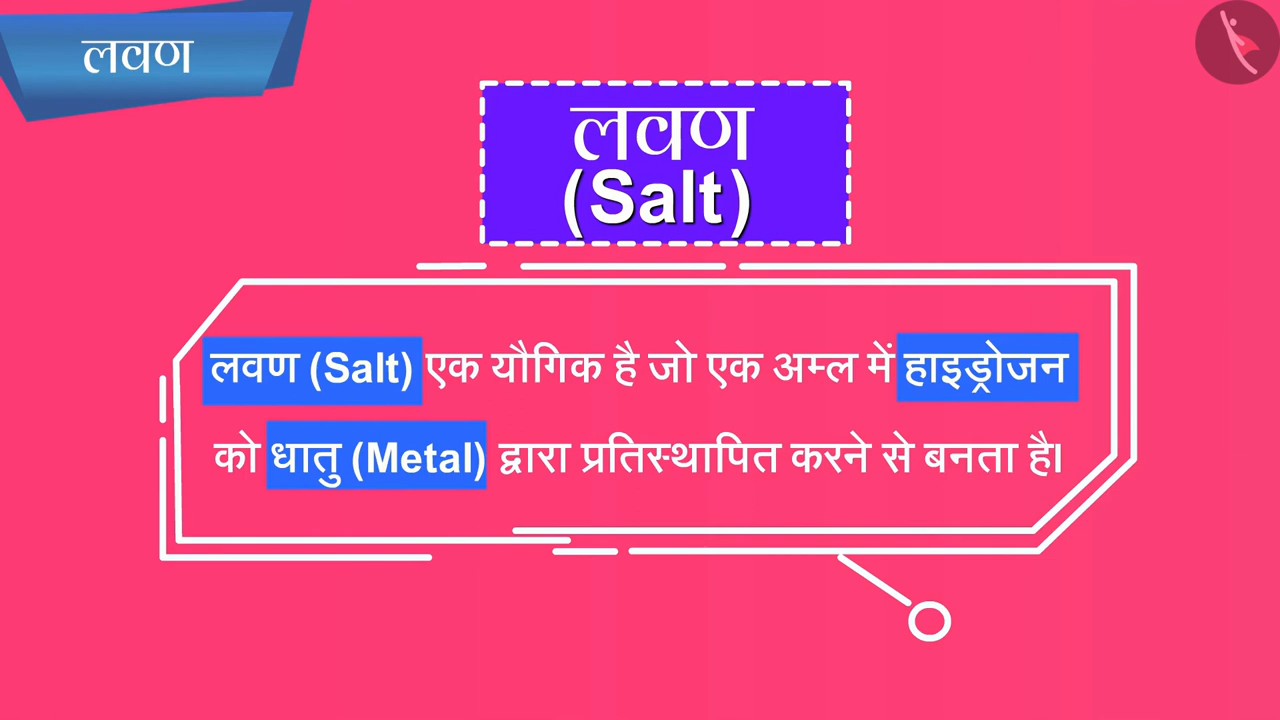 लवण
लवण
(Salt)
लवण (Salt) एक यौगिक है जो एक अम्ल में हाइड्रोजन
को धातु (Metal) द्वारा प्रतिस्थापित करने से बनता है।